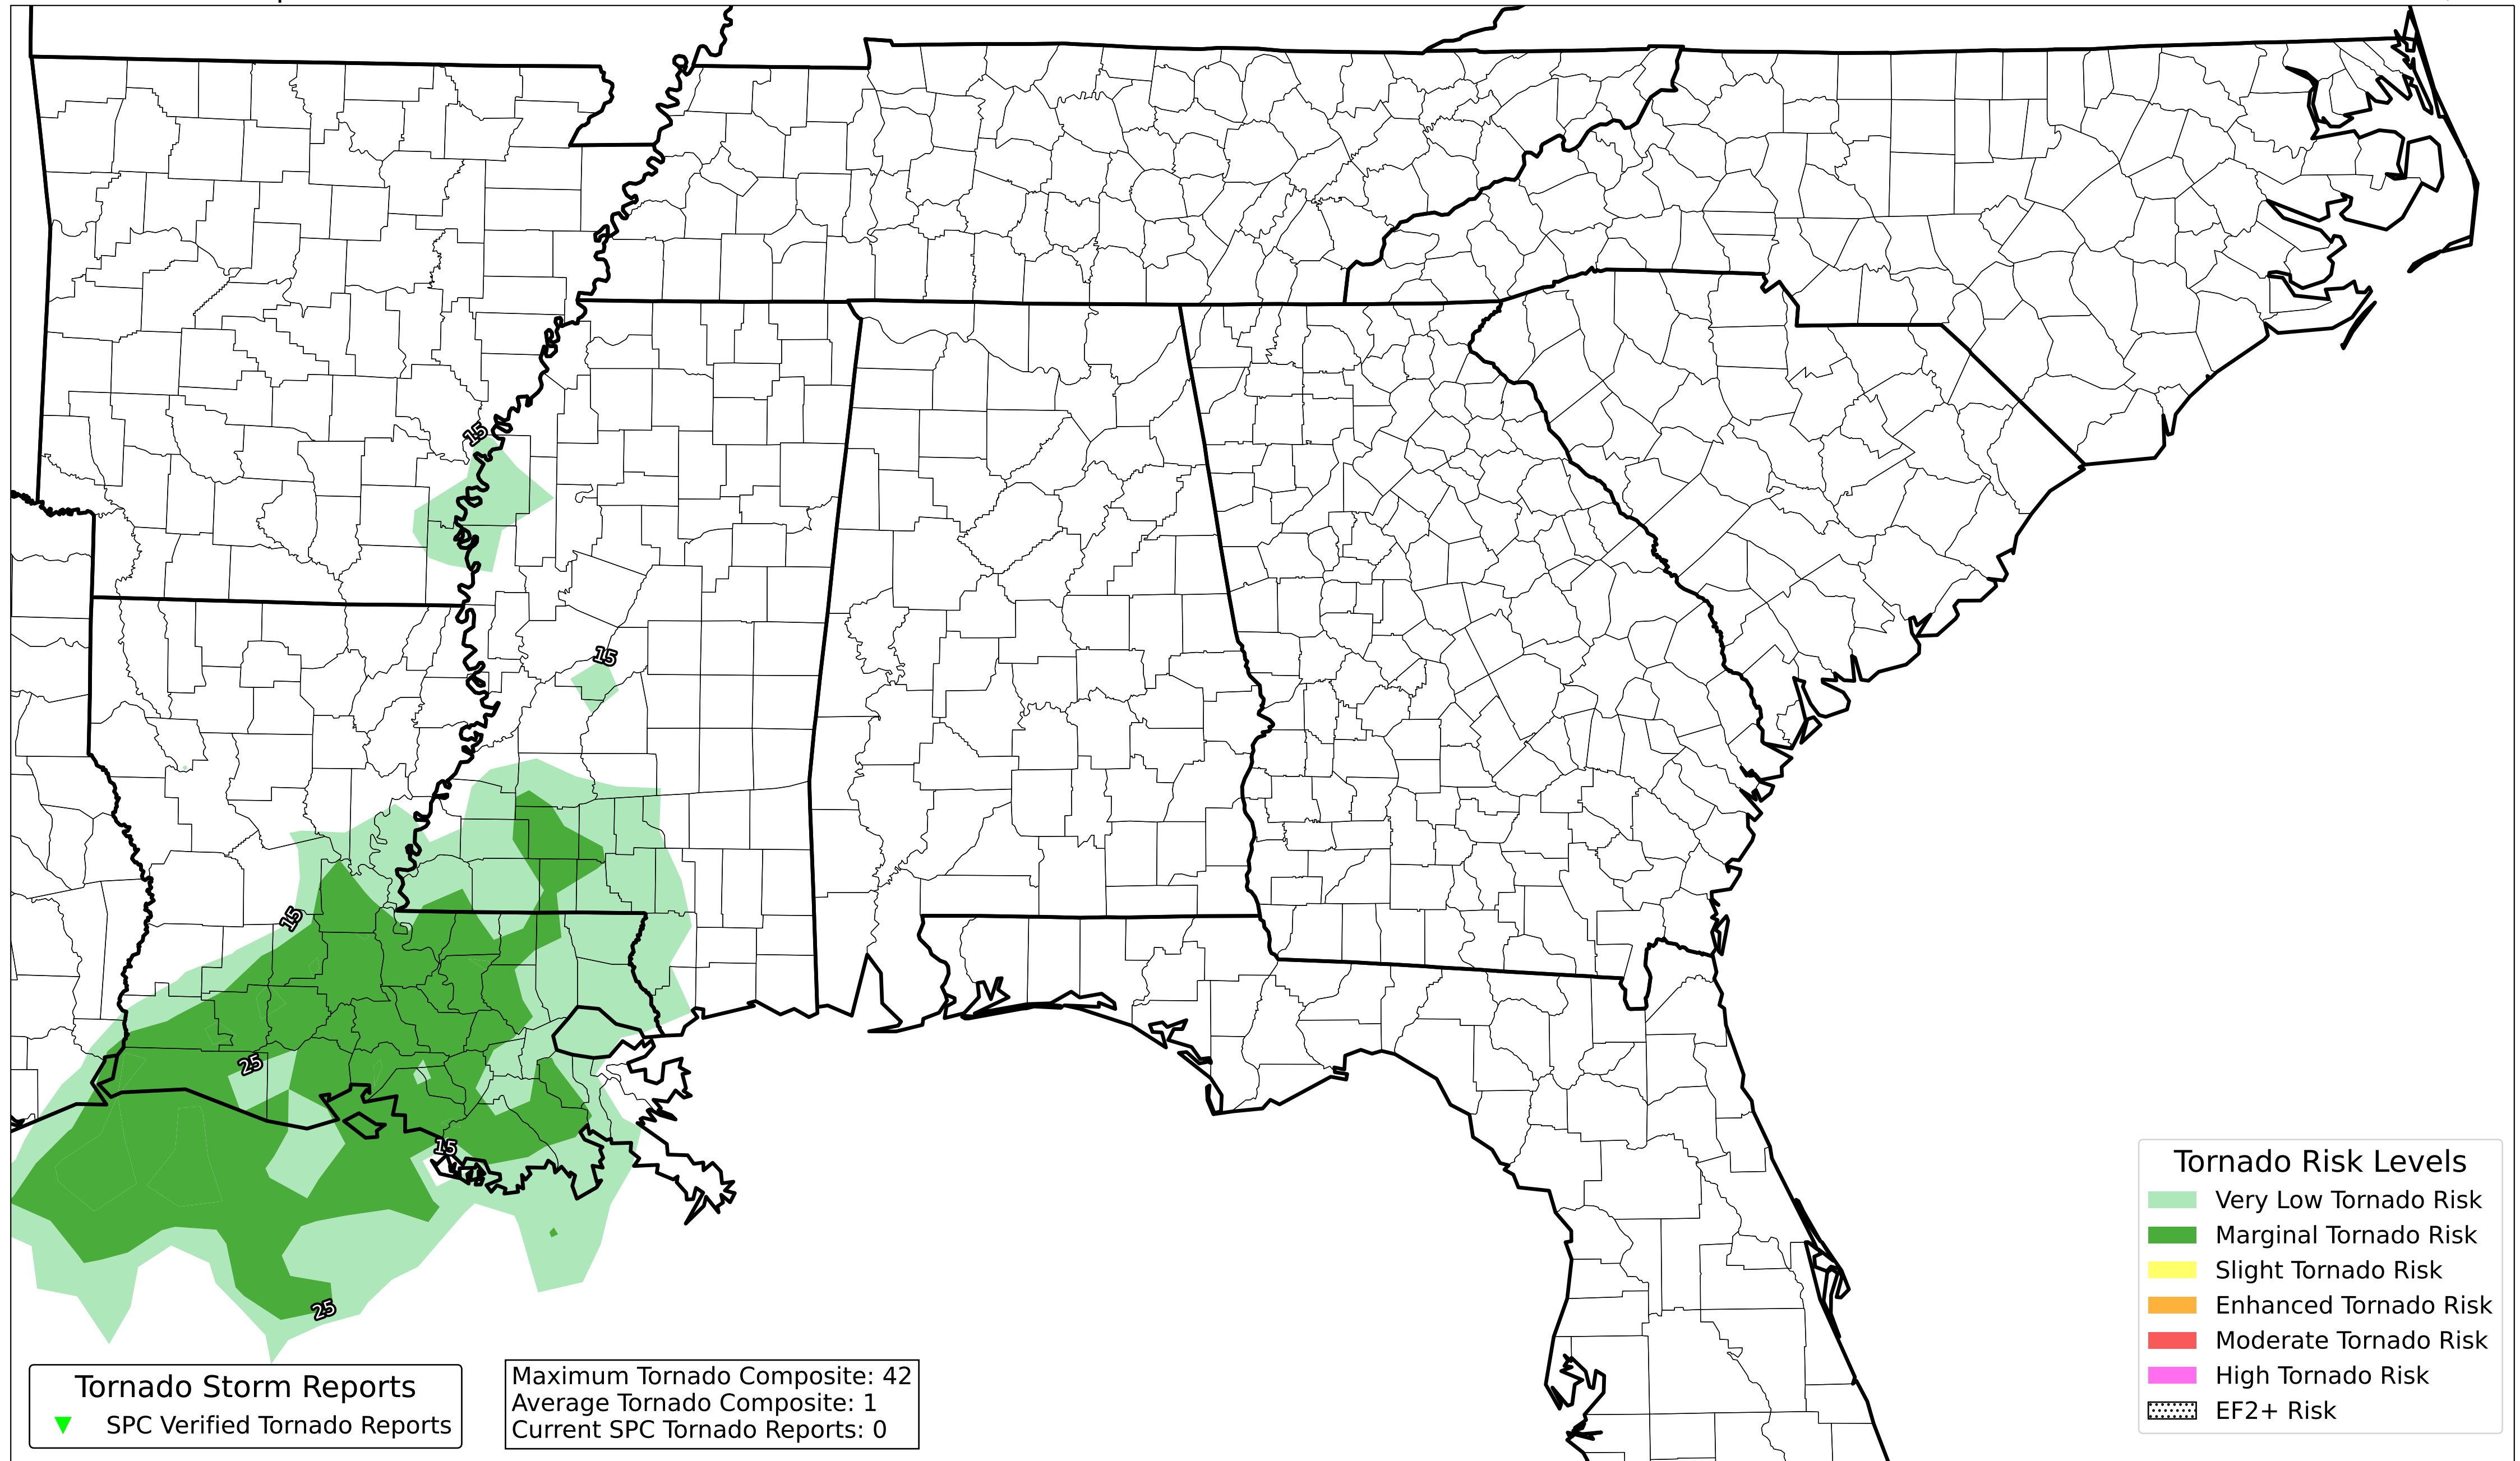 15
15
15
25
15
25
Tornado Risk Levels
Very Low Tornado Risk
Marginal Tornado Risk
Slight Tornado Risk
Enhanced Tornado Risk
Moderate Tornado Risk
High Tornado Risk
EF2+ Risk
Tornado Storm Reports
SPC Verified Tornado Reports
Maximum Tornado Composite: 42
Average Tornado Composite: 1
Current SPC Tornado Reports: 0